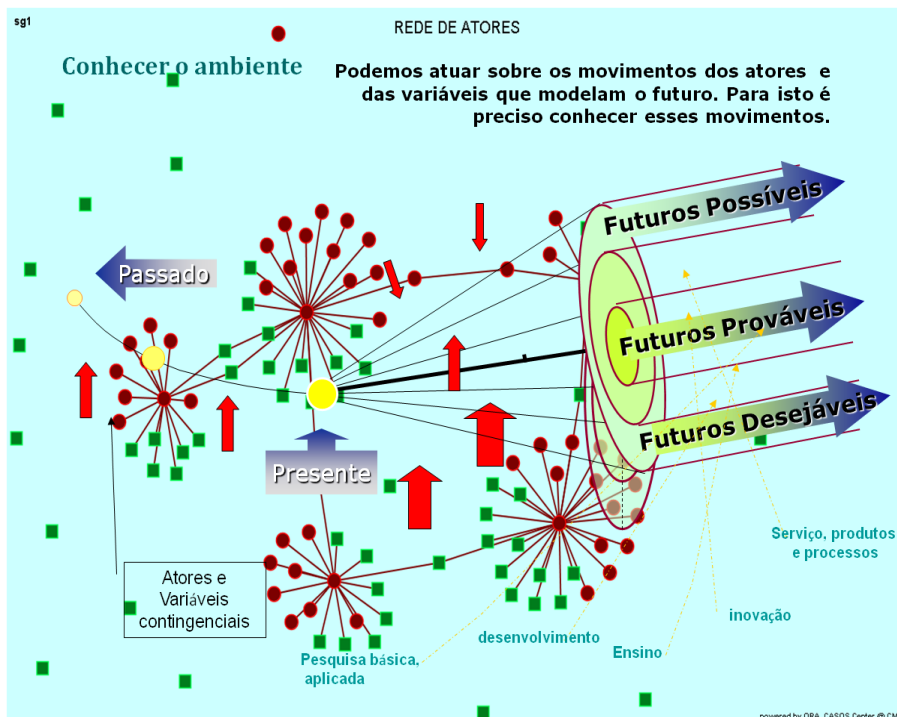 sg1
REDE DE ATORES
Conhecer o ambiente
Podemos atuar sobre os movimentos dos atores e
das variáveis que modelam o futuro. Para isto é
preciso conhecer esses movimentos.
Futuros Possíveis
Passado
Futuros Prováveis
Futuros Desejáveis
Presente
Atores e
Variáveis
contingenciais
Serviço, produtos
e processos
inovação
desenvolvimento
Ensino
Pesquisa básica,
aplicada
powered by ORA, CASOS Center @ CM